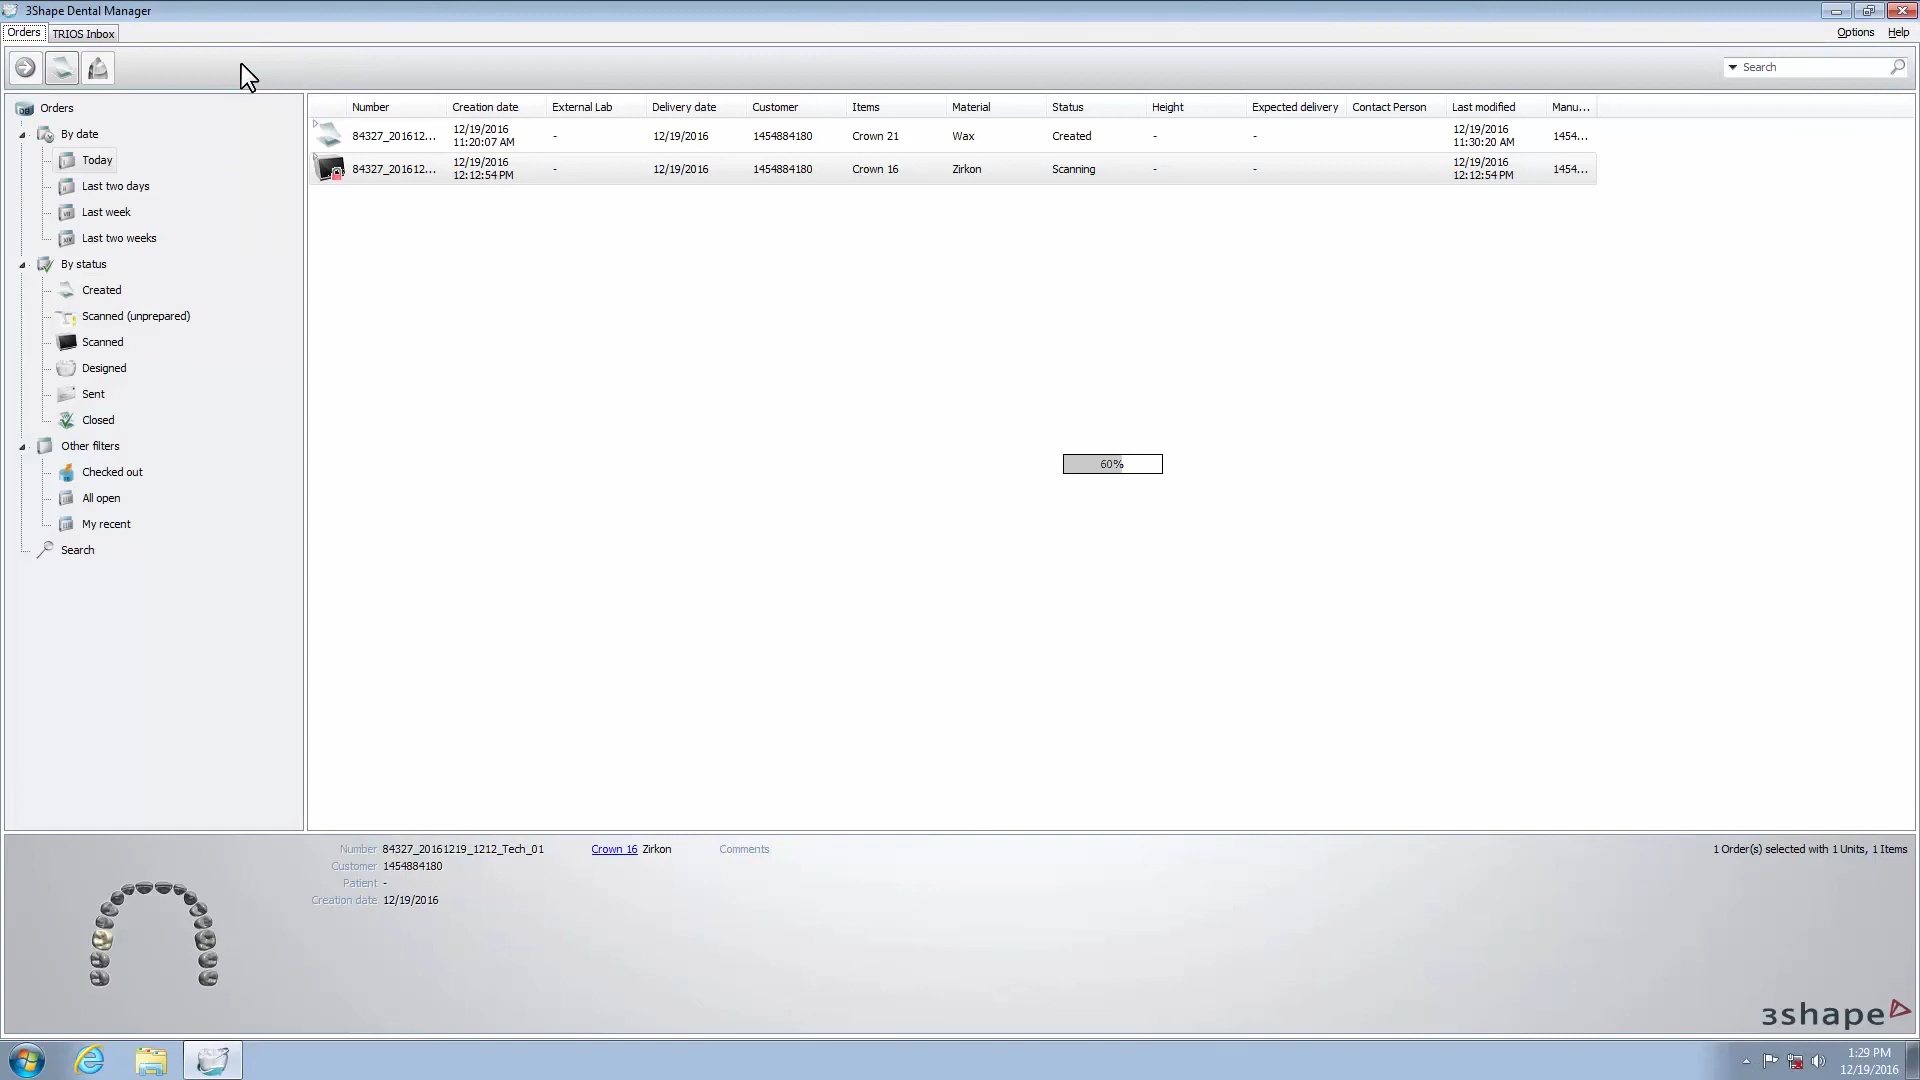 3Shape Dental Manager
Orders TRIOS Inbox Options Help
Search
Orders
By date
Today
Last two days
Last week
Last two weeks
By status
Created
Scanned (unprepared)
Scanned
Designed
Sent
Closed
Other filters
Checked out
All open
My recent
Search
Number Creation date External Lab Delivery date Customer Items Material Status Height Expected delivery Contact Person Last modified Manu...
84327_201612... 12/19/2016 11:20:07 AM - 12/19/2016 1454884180 Crown 21 Wax Created - - 12/19/2016 11:30:20 AM 1454...
84327_201612... 12/19/2016 12:12:54 PM - 12/19/2016 1454884180 Crown 16 Zirkon Scanning - - 12/19/2016 12:12:54 PM 1454...
60%
Number 84327_20161219_1212_Tech_01 Crown 16 Zirkon Comments 1 Order(s) selected with 1 Units, 1 Items
Customer 1454884180
Patient -
Creation date 12/19/2016
3shape
1:29 PM
12/19/2016